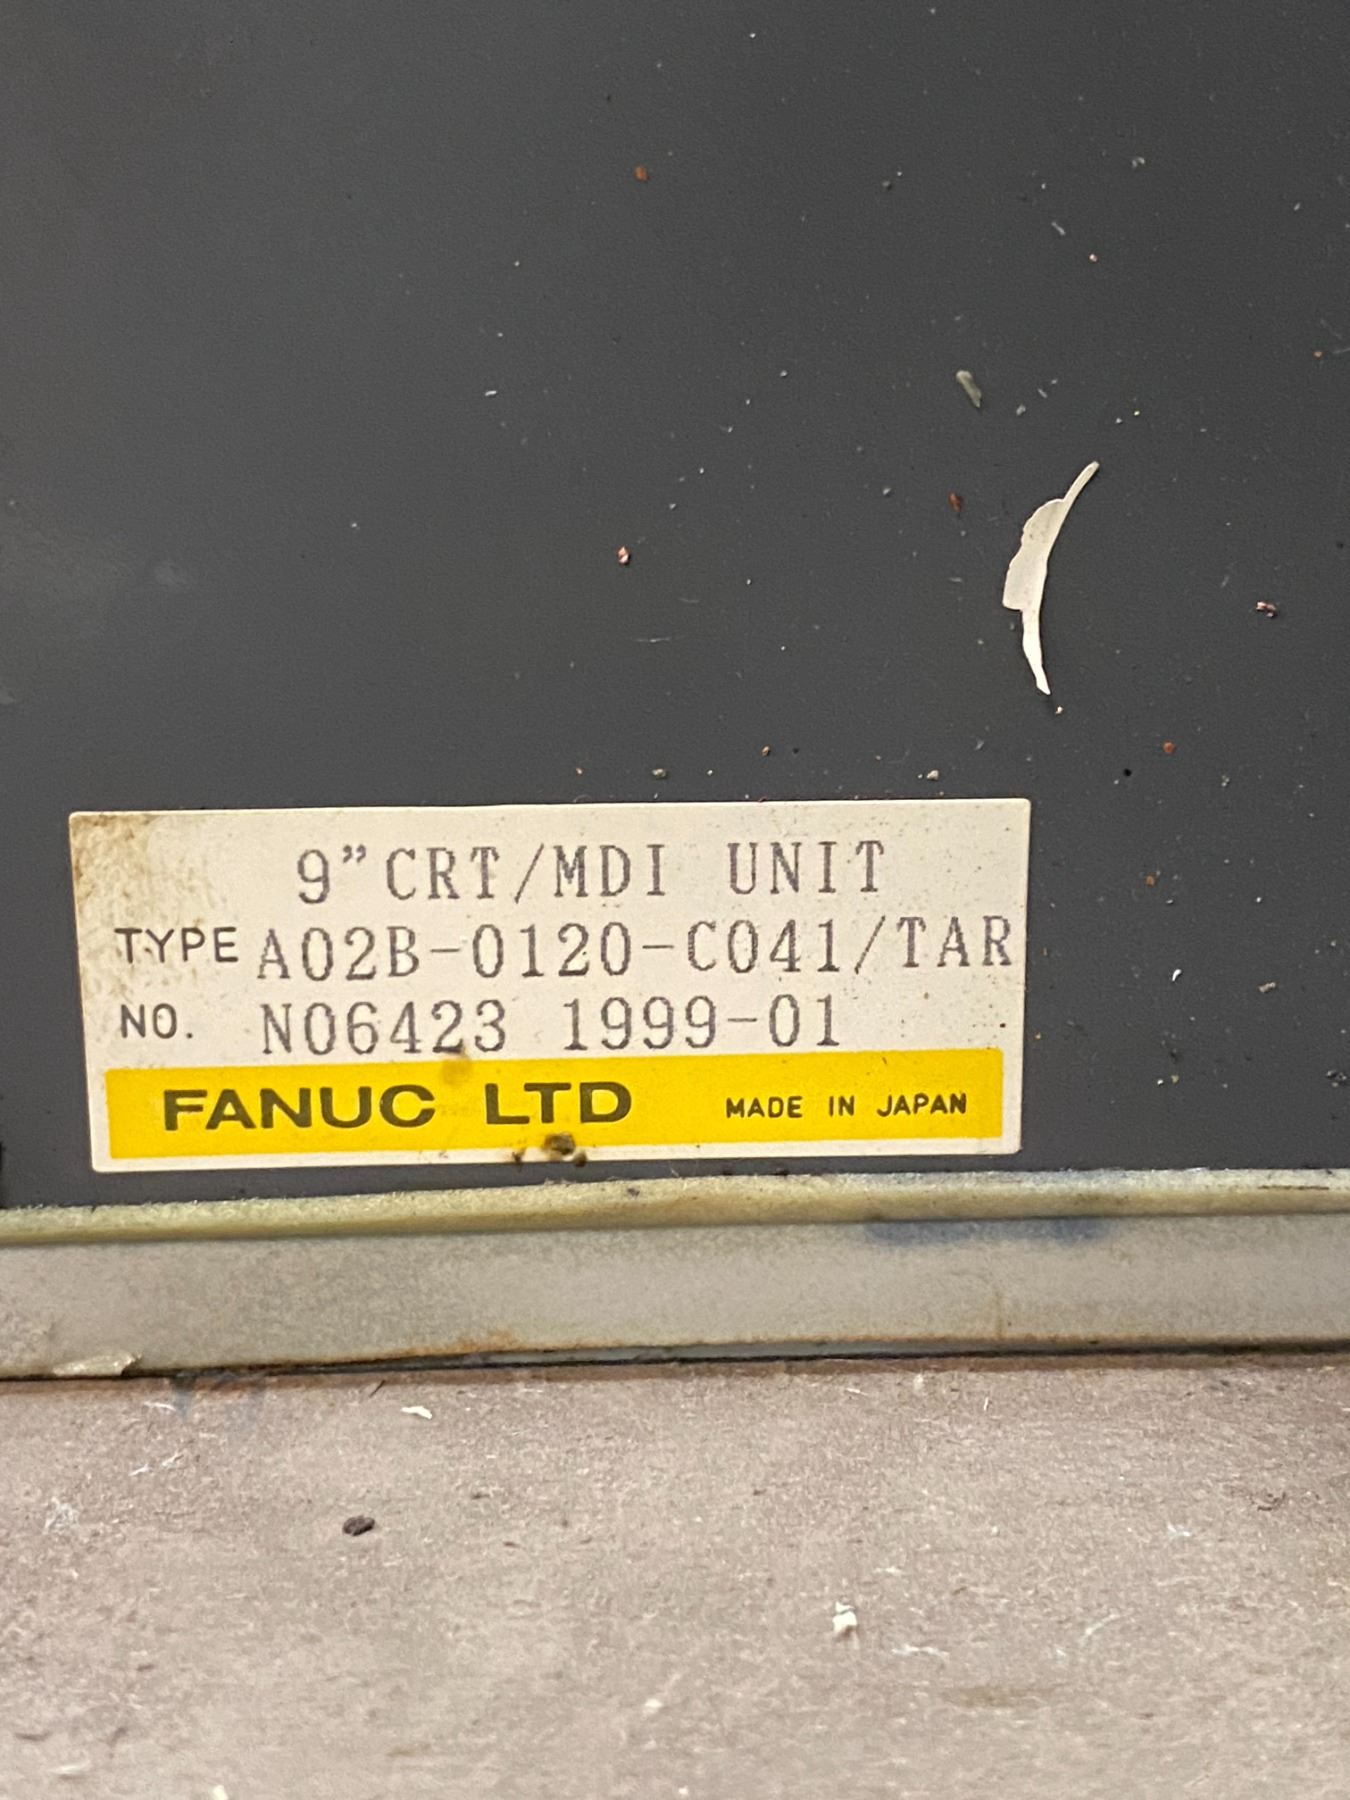 9”CRT/MDI UNIT
TYPE A02B-0120-C041/TAR
NO. N06423 1999-01
FANUC LTD MADE IN JAPAN